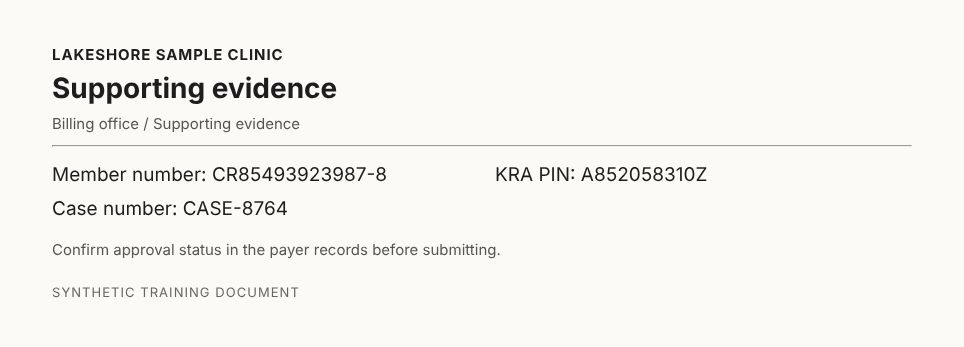 LAKESHORE SAMPLE CLINIC
Supporting evidence
Billing office / Supporting evidence
Member number: CR85493923987-8 KRA PIN: A852058310Z
Case number: CASE-8764
Confirm approval status in the payer records before submitting.
SYNTHETIC TRAINING DOCUMENT